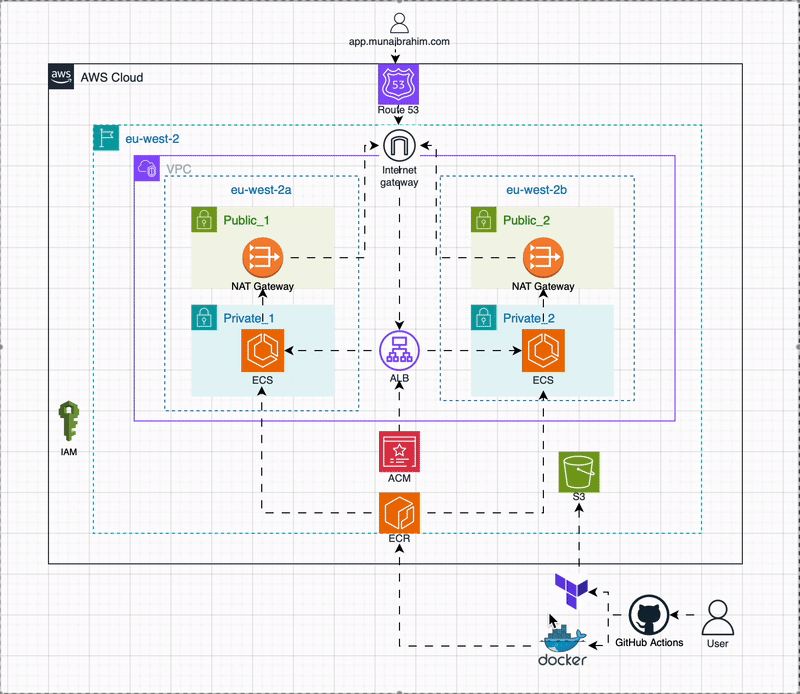 app.munajbrahim.com
aws
AWS Cloud
53
Route 53
eu-west-2
VPC
Internet
gateway
eu-west-2a
eu-west-2b
Public_1
Public_2
NAT Gateway
NAT Gateway
Private_1
Private_2
ECS
ALB
ECS
IAM
ACM
S3
ECR
GitHub Actions
User
docker